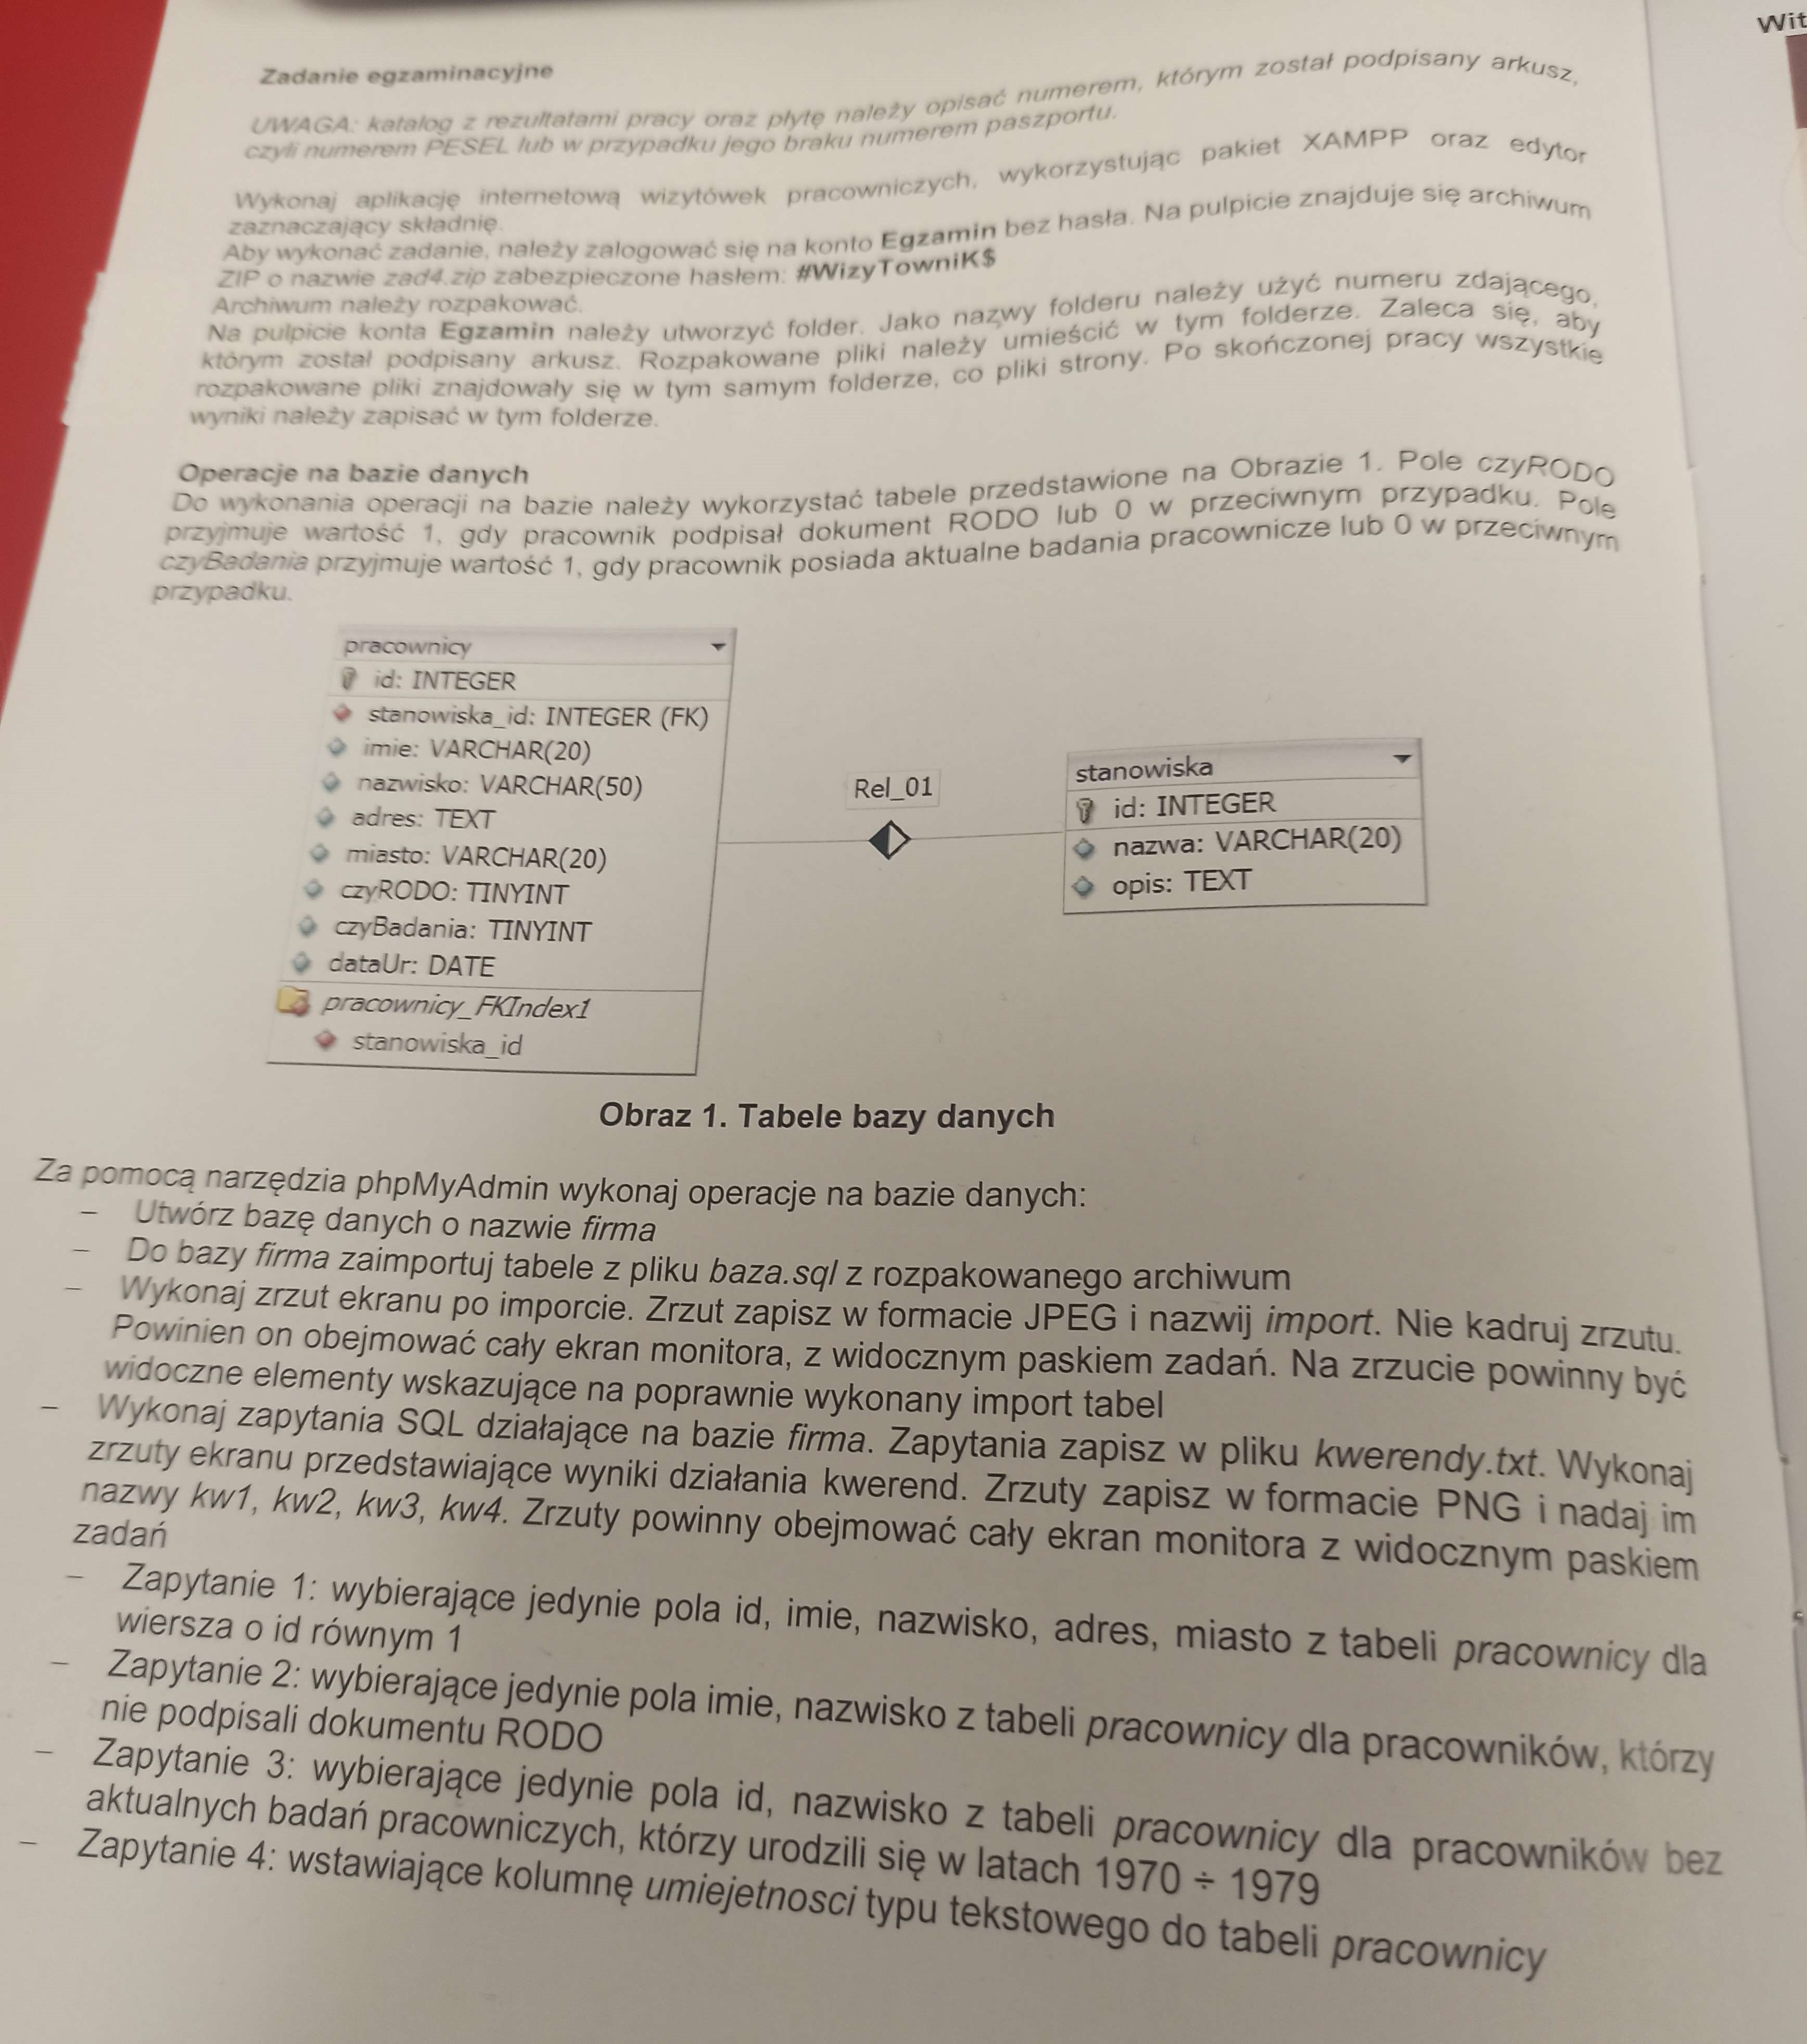 Wit
Zadanie egzaminacyjne
UWAGA: katalog z rezultatami pracy oraz płytę należy opisać numerem, którym został podpisany arkusz,
czyli numerem PESEL lub w przypadku jego braku numerem paszportu.
Wykonaj aplikację internetową wizytówek pracowniczych, wykorzystując pakiet XAMPP oraz edytor
zaznaczający składnię.
Aby wykonać zadanie, należy zalogować się na konto Egzamin bez hasła. Na pulpicie znajduje się archiwum
ZIP o nazwie zad4.zip zabezpieczone hasłem: #WizyTowniK$
Archiwum należy rozpakować.
Na pulpicie konta Egzamin należy utworzyć folder. Jako nazwy folderu należy użyć numeru zdającego,
którym został podpisany arkusz. Rozpakowane pliki należy umieścić w tym folderze. Zaleca się, aby
rozpakowane pliki znajdowały się w tym samym folderze, co pliki strony. Po skończonej pracy wszystkie
wyniki należy zapisać w tym folderze.
Operacje na bazie danych
Do wykonania operacji na bazie należy wykorzystać tabele przedstawione na Obrazie 1. Pole czyRODO
przyjmuje wartość 1, gdy pracownik podpisał dokument RODO lub 0 w przeciwnym przypadku. Pole
czyBadania przyjmuje wartość 1, gdy pracownik posiada aktualne badania pracownicze lub 0 w przeciwnym
przypadku.
pracownicy
id: INTEGER
stanowiska_id: INTEGER (FK)
imie: VARCHAR(20)
nazwisko: VARCHAR(50)
adres: TEXT
miasto: VARCHAR(20)
czyRODO: TINYINT
czyBadania: TINYINT
dataUr: DATE
pracownicy_FKIndex1
stanowiska_id
Rel_01
stanowiska
id: INTEGER
nazwa: VARCHAR(20)
opis: TEXT
Obraz 1. Tabele bazy danych
Za pomocą narzędzia phpMyAdmin wykonaj operacje na bazie danych:
– Utwórz bazę danych o nazwie firma
– Do bazy firma zaimportuj tabele z pliku baza.sql z rozpakowanego archiwum
– Wykonaj zrzut ekranu po imporcie. Zrzut zapisz w formacie JPEG i nazwij import. Nie kadruj zrzutu.
Powinien on obejmować cały ekran monitora, z widocznym paskiem zadań. Na zrzucie powinny być
widoczne elementy wskazujące na poprawnie wykonany import tabel
– Wykonaj zapytania SQL działające na bazie firma. Zapytania zapisz w pliku kwerendy.txt. Wykonaj
zrzuty ekranu przedstawiające wyniki działania kwerend. Zrzuty zapisz w formacie PNG i nadaj im
nazwy kw1, kw2, kw3, kw4. Zrzuty powinny obejmować cały ekran monitora z widocznym paskiem
zadań
– Zapytanie 1: wybierające jedynie pola id, imie, nazwisko, adres, miasto z tabeli pracownicy dla
wiersza o id równym 1
– Zapytanie 2: wybierające jedynie pola imie, nazwisko z tabeli pracownicy dla pracowników, którzy
nie podpisali dokumentu RODO
– Zapytanie 3: wybierające jedynie pola id, nazwisko z tabeli pracownicy dla pracowników bez
aktualnych badań pracowniczych, którzy urodzili się w latach 1970 ÷ 1979
– Zapytanie 4: wstawiające kolumnę umiejetnosci typu tekstowego do tabeli pracownicy